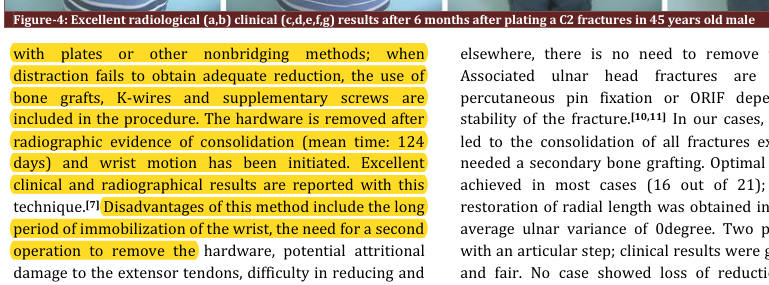 Figure-4: Excellent radiological (a,b) clinical (c,d,e,f,g) results after 6 months after plating a C2 fractures in 45 years old male
with plates or other nonbridging methods; when
distraction fails to obtain adequate reduction, the use of
bone grafts, K-wires and supplementary screws are
included in the procedure. The hardware is removed after
radiographic evidence of consolidation (mean time: 124
days) and wrist motion has been initiated. Excellent
clinical and radiographical results are reported with this
technique.[7] Disadvantages of this method include the long
period of immobilization of the wrist, the need for a second
operation to remove the hardware, potential attritional
damage to the extensor tendons, difficulty in reducing and
elsewhere, there is no need to remove
Associated ulnar head fractures are
percutaneous pin fixation or ORIF depe
stability of the fracture.[10,11] In our cases,
led to the consolidation of all fractures ex
needed a secondary bone grafting. Optimal
achieved in most cases (16 out of 21);
restoration of radial length was obtained in
average ulnar variance of 0degree. Two p
with an articular step; clinical results were g
and fair. No case showed loss of reducti